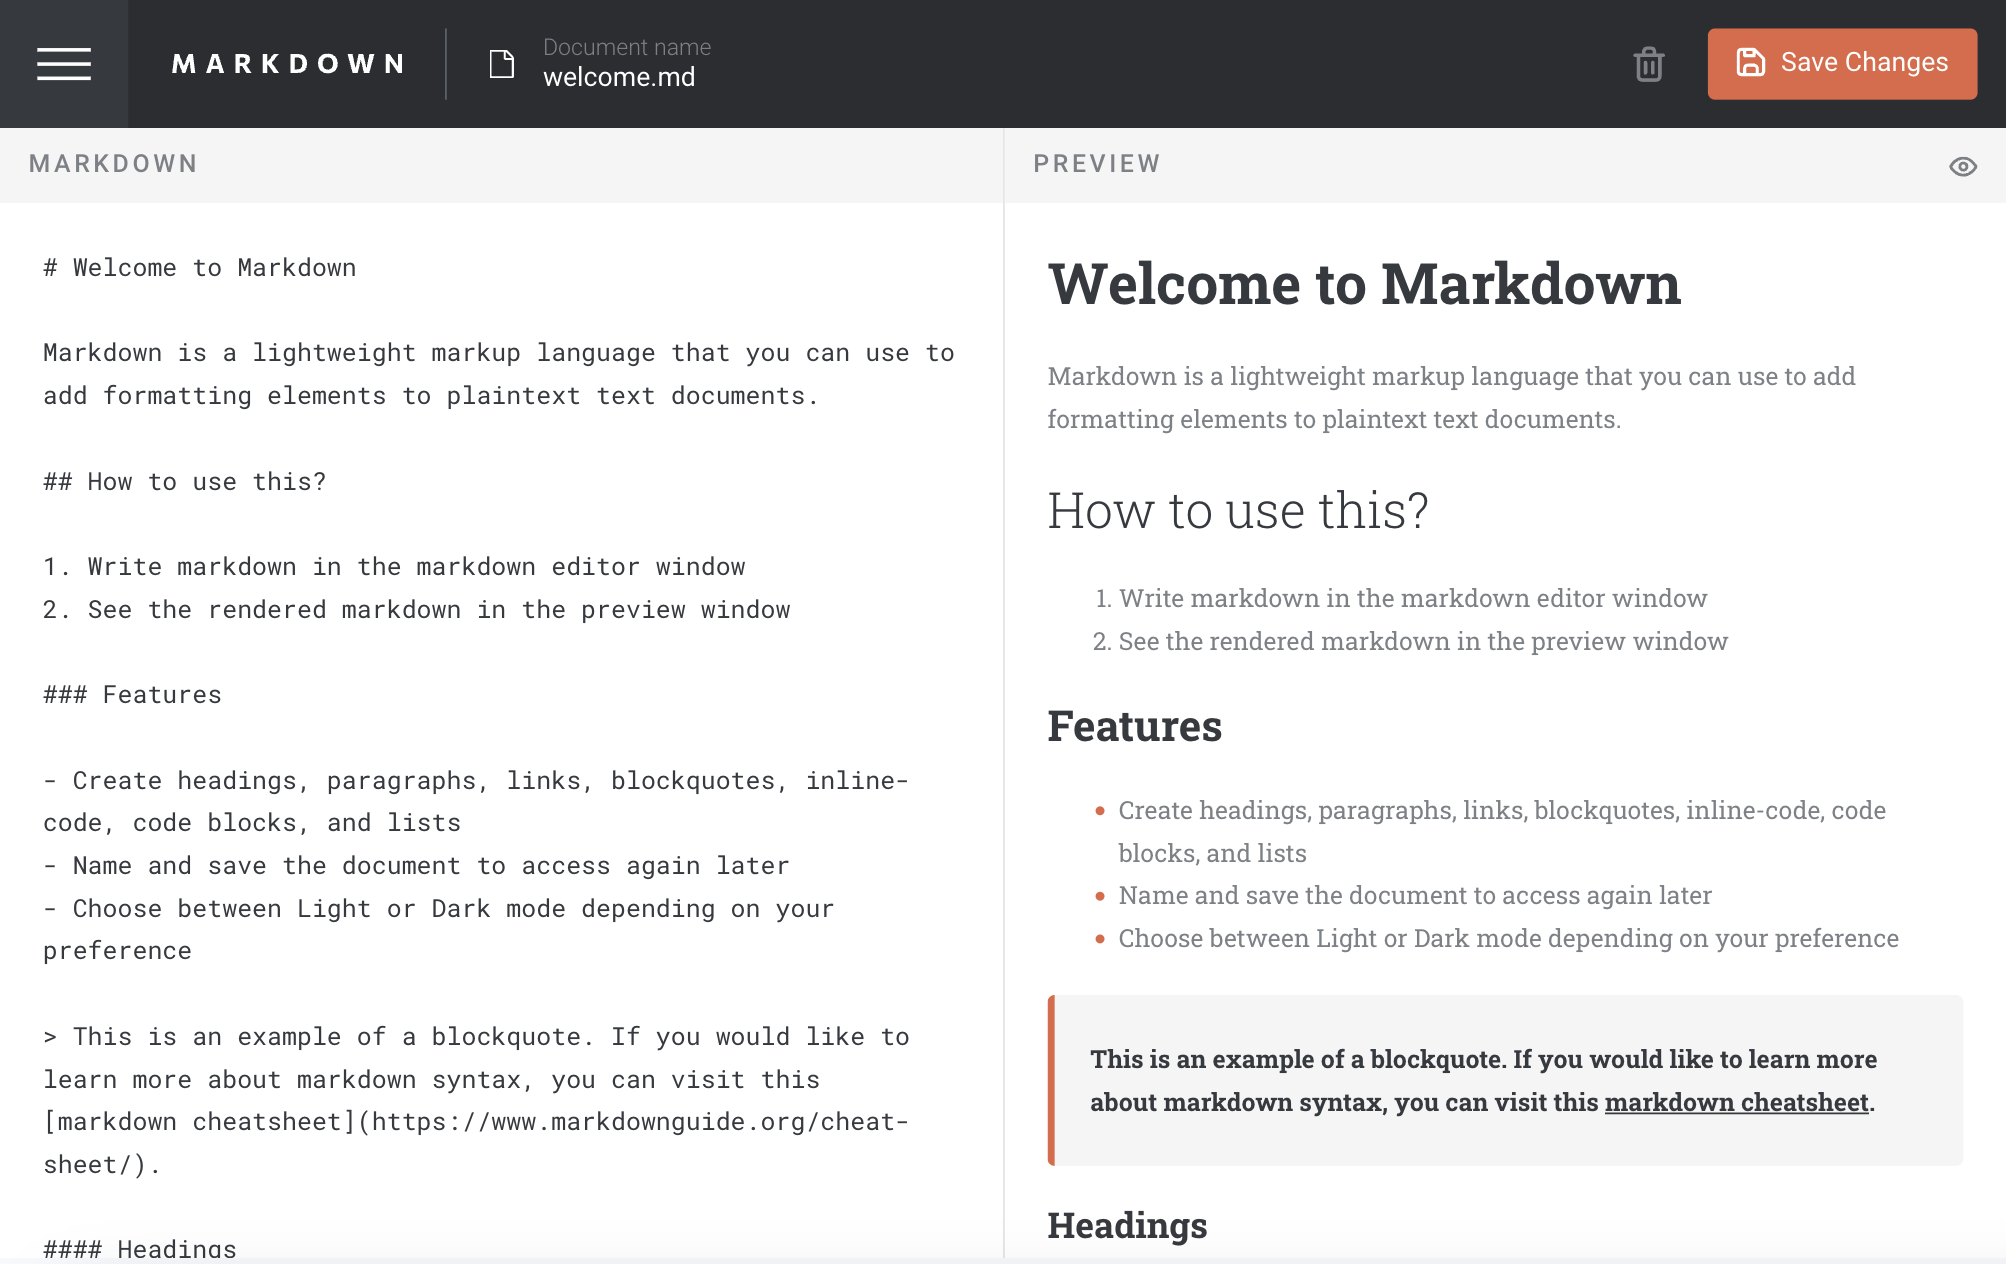 MARKDOWN
Document name
welcome.md
Save Changes
MARKDOWN
# Welcome to Markdown
Markdown is a lightweight markup language that you can use to
add formatting elements to plaintext text documents.
## How to use this?
1. Write markdown in the markdown editor window
2. See the rendered markdown in the preview window
### Features
- Create headings, paragraphs, links, blockquotes, inline-
code, code blocks, and lists
- Name and save the document to access again later
- Choose between Light or Dark mode depending on your
preference
> This is an example of a blockquote. If you would like to
learn more about markdown syntax, you can visit this
[markdown cheatsheet](https://www.markdownguide.org/cheat-
sheet/).
#### Headings
PREVIEW
Welcome to Markdown
Markdown is a lightweight markup language that you can use to add
formatting elements to plaintext text documents.
How to use this?
1. Write markdown in the markdown editor window
2. See the rendered markdown in the preview window
Features
• Create headings, paragraphs, links, blockquotes, inline-code, code
blocks, and lists
• Name and save the document to access again later
• Choose between Light or Dark mode depending on your preference
This is an example of a blockquote. If you would like to learn more
about markdown syntax, you can visit this markdown cheatsheet.
Headings